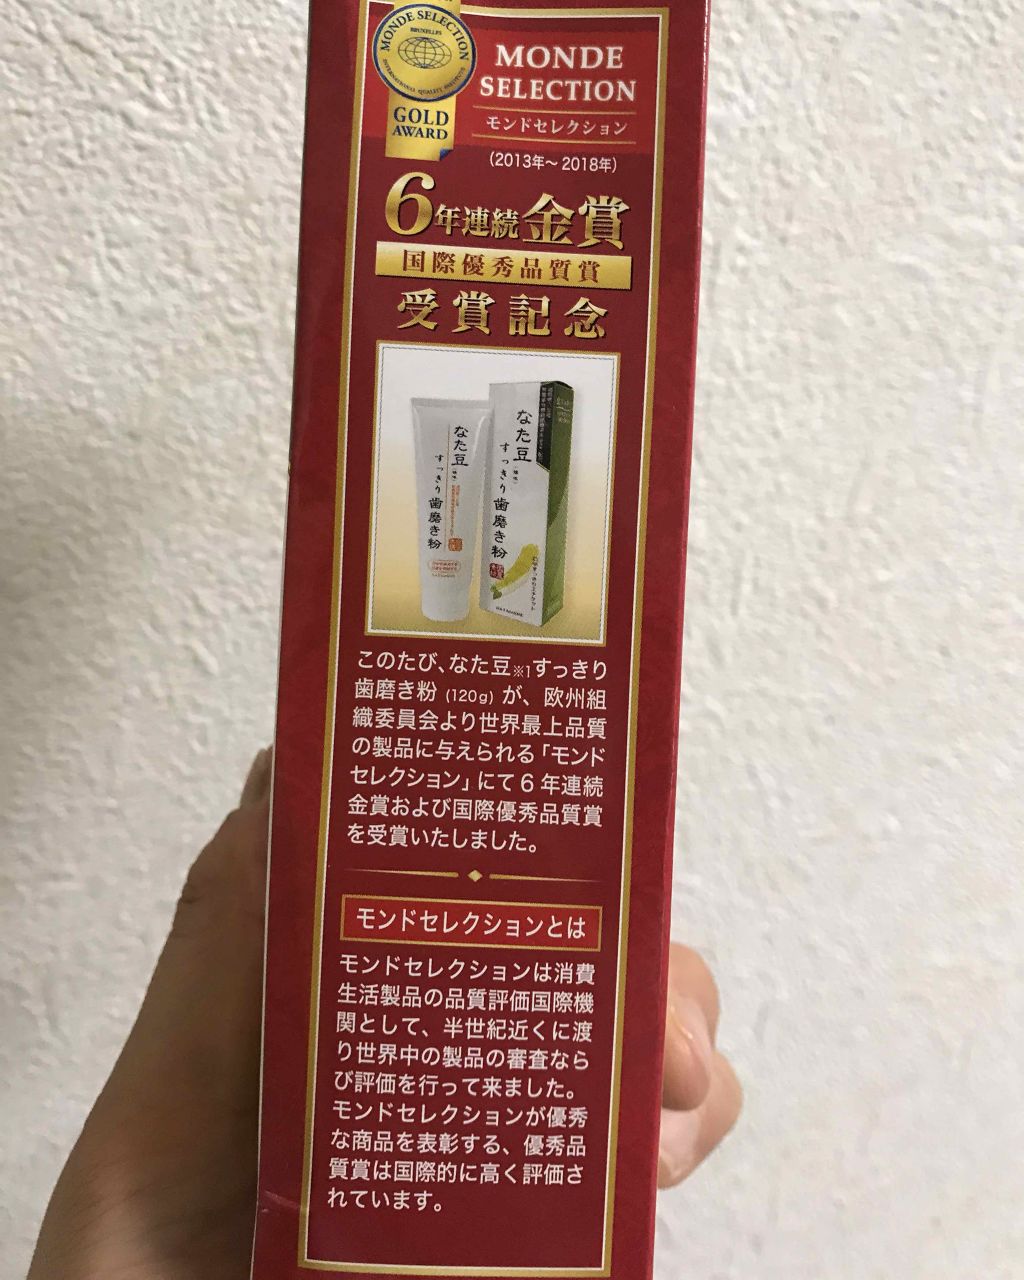 MONDE SELECTION
BRUXELLES
INTERNATIONAL QUALITY INSTITUTE
GOLD
AWARD
MONDE
SELECTION
モンドセレクション
(2013年〜2018年)
6年連続金賞
国際優秀品質賞
受賞記念
なた豆
すっきり歯磨き粉
なた豆
すっきり歯磨き粉
このたび、なた豆※1すっきり
歯磨き粉 (120g) が、欧州組
織委員会より世界最上品質
の製品に与えられる「モンド
セレクション」にて6年連続
金賞および国際優秀品質賞
を受賞いたしました。
モンドセレクションとは
モンドセレクションは消費
生活製品の品質評価国際機
関として、半世紀近くに渡
り世界中の製品の審査なら
び評価を行って来ました。
モンドセレクションが優秀
な商品を表彰する、優秀品
質賞は国際的に高く評価さ
れています。